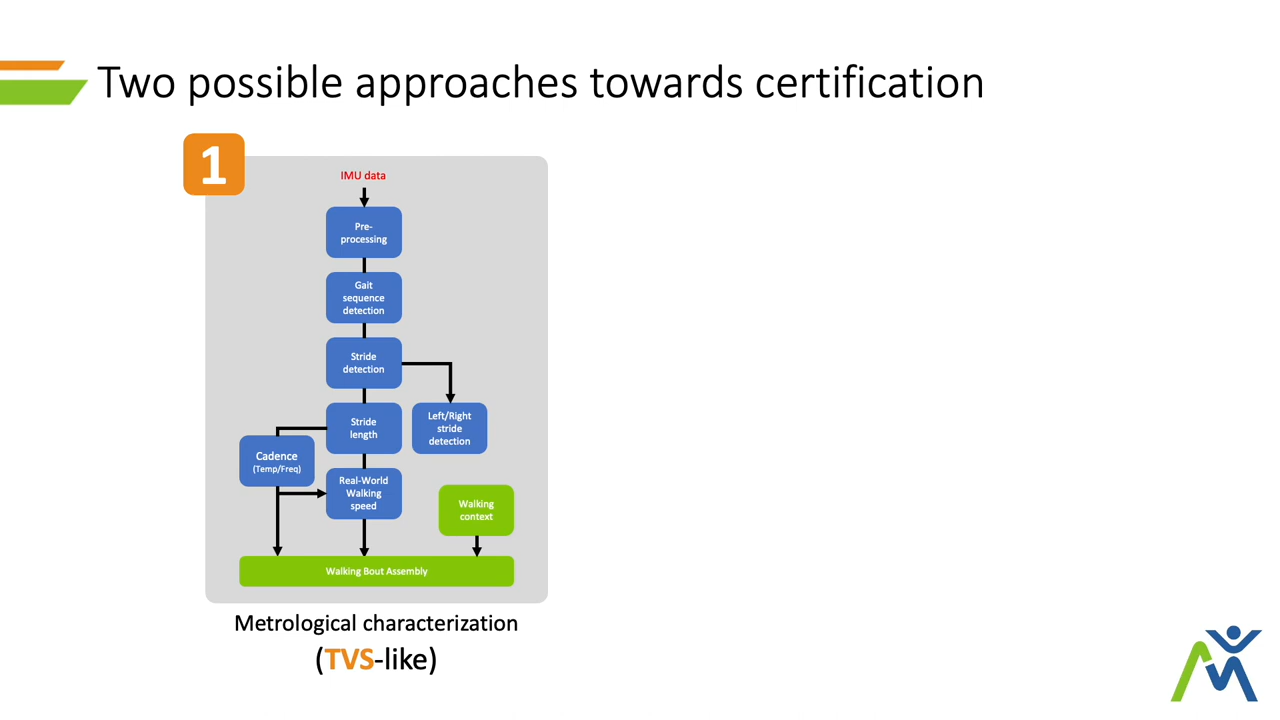 Two possible approaches towards certification
1
IMU data
Pre-
processing
Gait
sequence
detection
Stride
detection
Stride
length
Left/Right
stride
detection
Cadence
(Temp/Freq)
Real-World
Walking
speed
Walking
context
Walking Bout Assembly
Metrological characterization
(TVS-like)